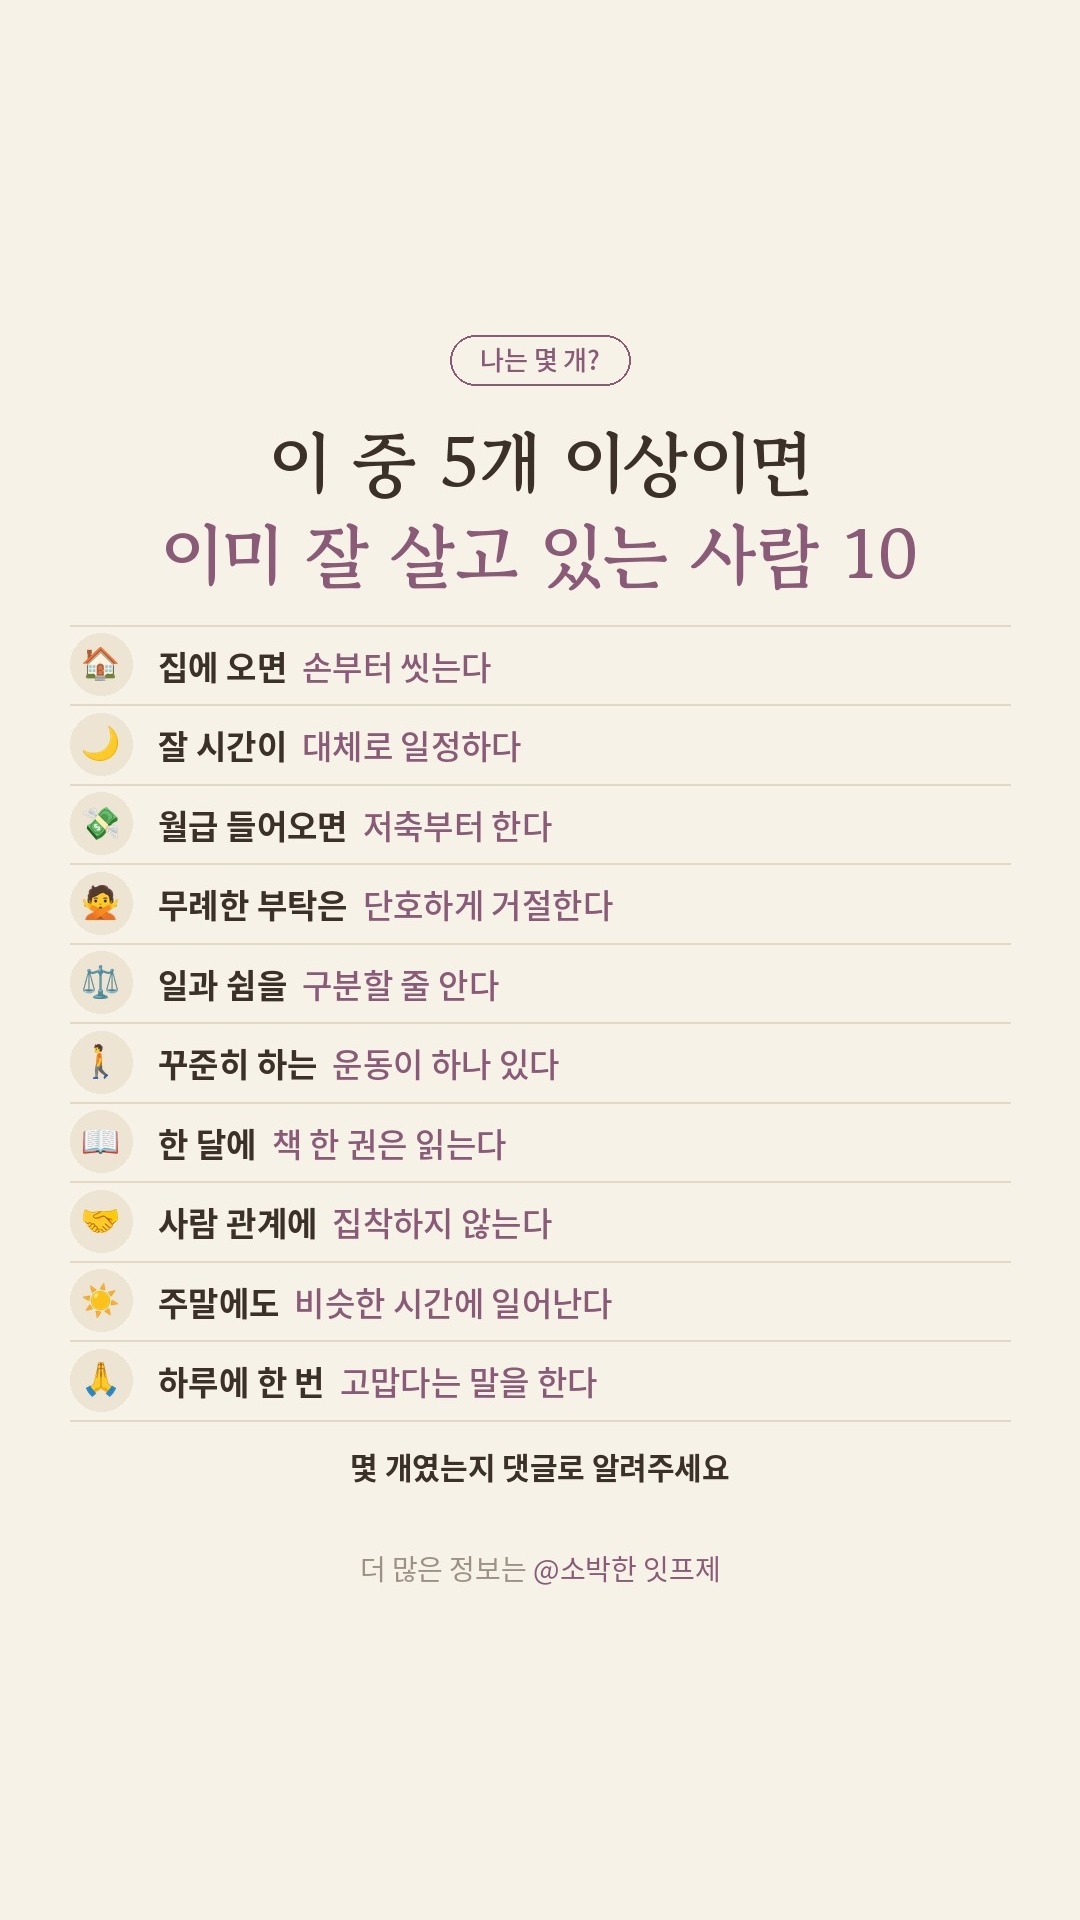 나는 몇 개?
이 중 5개 이상이면
이미 잘 살고 있는 사람 10
집에 오면 손부터 씻는다
잘 시간이 대체로 일정하다
월급 들어오면 저축부터 한다
무례한 부탁은 단호하게 거절한다
일과 쉼을 구분할 줄 안다
꾸준히 하는 운동이 하나 있다
한 달에 책 한 권은 읽는다
사람 관계에 집착하지 않는다
주말에도 비슷한 시간에 일어난다
하루에 한 번 고맙다는 말을 한다
몇 개였는지 댓글로 알려주세요
더 많은 정보는 @소박한 잇프제